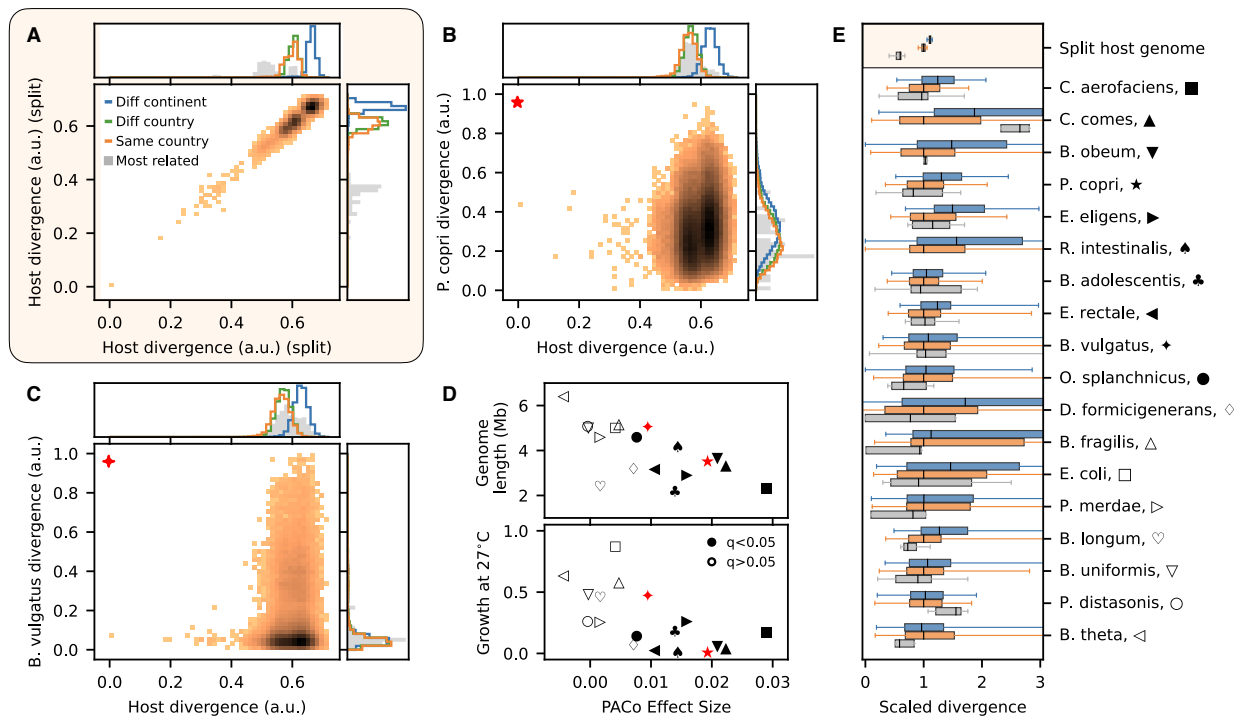 A
Host divergence (a.u.) (split)
0.6
0.4
0.2
0.0
Diff continent
Diff country
Same country
Most related
0.0
0.2
0.4
0.6
Host divergence (a.u.) (split)
B
P. copri divergence (a.u.)
1.0
0.8
0.6
0.4
0.2
0.0
0.0
0.2
0.4
0.6
Host divergence (a.u.)
C
B. vulgatus divergence (a.u.)
1.0
0.8
0.6
0.4
0.2
0.0
0.0
0.2
0.4
0.6
Host divergence (a.u.)
D
Genome
length (Mb)
6
4
2
Growth at 27°C
1.0
0.5
0.0
q<0.05
q>0.05
0.00
0.01
0.02
0.03
PACo Effect Size
E
Split host genome
C. aerofaciens, ■
C. comes, ▲
B. obeum, ▼
P. copri, ★
E. eligens, ▶
R. intestinalis, ♠
B. adolescentis, ♣
E. rectale, ◀
B. vulgatus, ✦
O. splanchnicus, ●
D. formicigenerans, ♢
B. fragilis, △
E. coli, □
P. merdae, ▷
B. longum, ♡
B. uniformis, ▽
P. distasonis, ○
B. theta, ◁
0
1
2
3
Scaled divergence